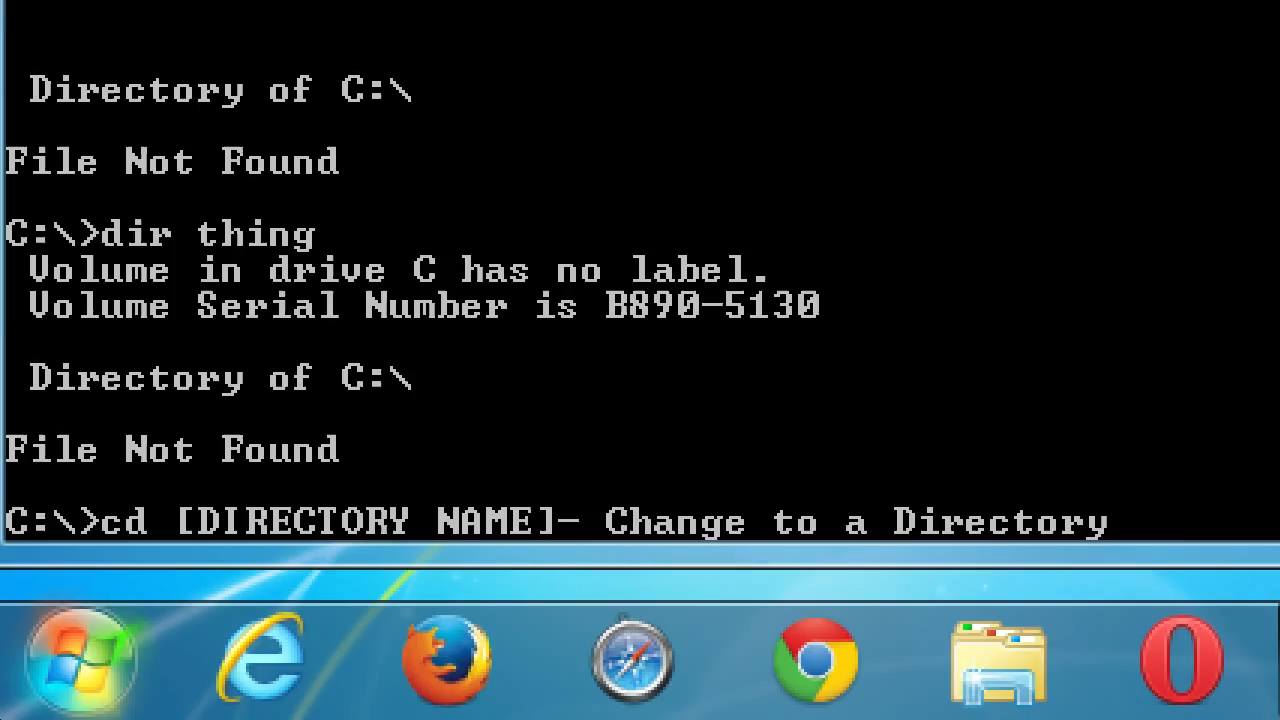 Directory of C:\
File Not Found
C:\>dir thing
Volume in drive C has no label.
Volume Serial Number is B890-5130
Directory of C:\
File Not Found
C:\>cd [DIRECTORY NAME]- Change to a Directory